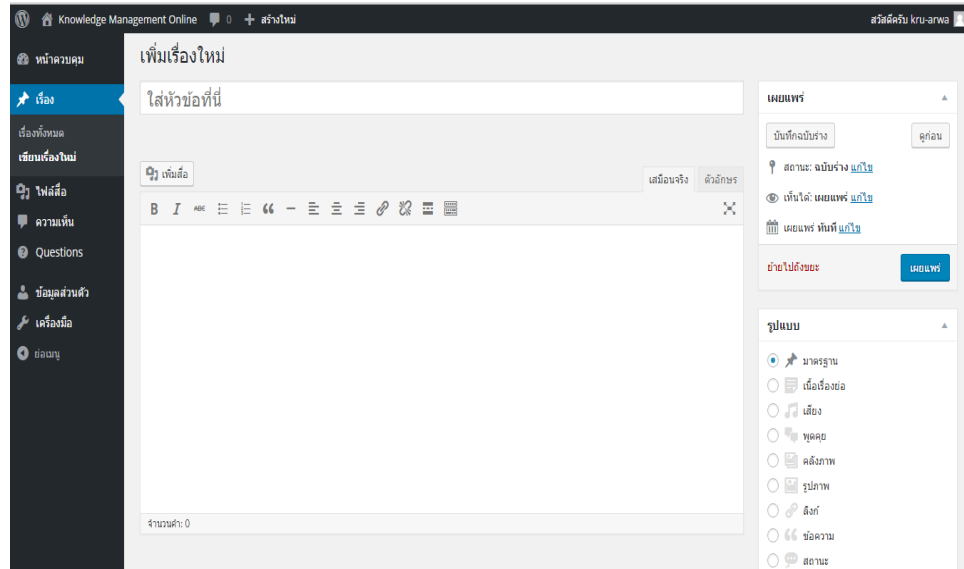 Knowledge Management Online 0 + สร้างใหม่ สวัสดีครับ kru-arwa
หน้าควบคุม
เรื่อง
เรื่องทั้งหมด
เขียนเรื่องใหม่
ไฟล์สื่อ
ความเห็น
Questions
ข้อมูลส่วนตัว
เครื่องมือ
ย่อเมนู
เพิ่มเรื่องใหม่
ใส่หัวข้อที่นี่
เพิ่มสื่อ
เสมือนจริง ตัวอักษร
B I ABC
จำนวนคำ: 0
เผยแพร่
บันทึกฉบับร่าง ดูก่อน
สถานะ: ฉบับร่าง แก้ไข
เห็นได้: เผยแพร่ แก้ไข
เผยแพร่ ทันที แก้ไข
ย้ายไปถังขยะ เผยแพร่
รูปแบบ
มาตรฐาน
เนื้อเรื่องย่อ
เสียง
พูดคุย
คลังภาพ
รูปภาพ
ลิงก์
ข้อความ
สถานะ